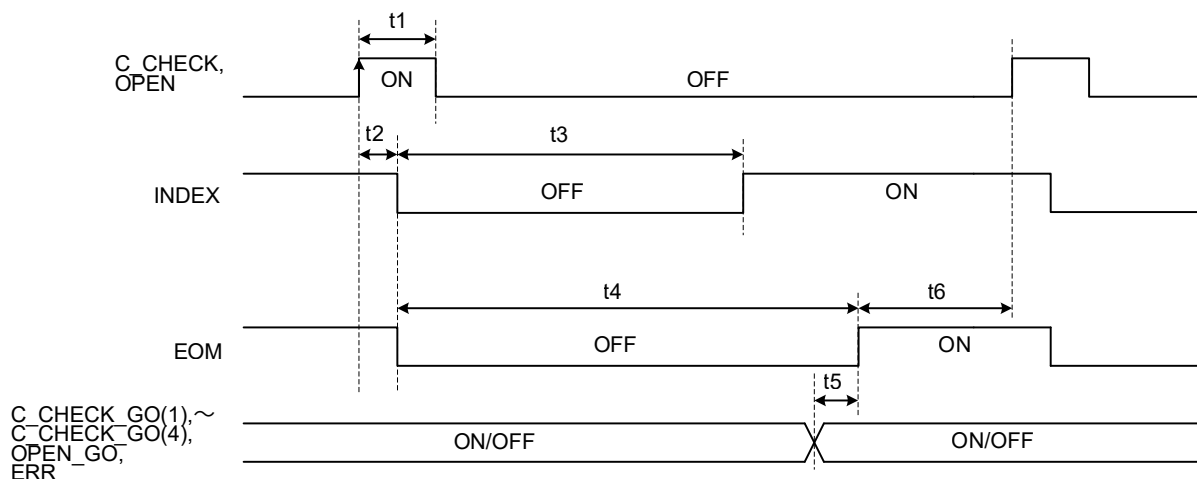 t1
C_CHECK,
OPEN
ON
OFF
t2
t3
INDEX
OFF
ON
t4
t6
EOM
OFF
ON
t5
C_CHECK_GO(1),～
C_CHECK_GO(4),
OPEN_GO,
ERR
ON/OFF
ON/OFF